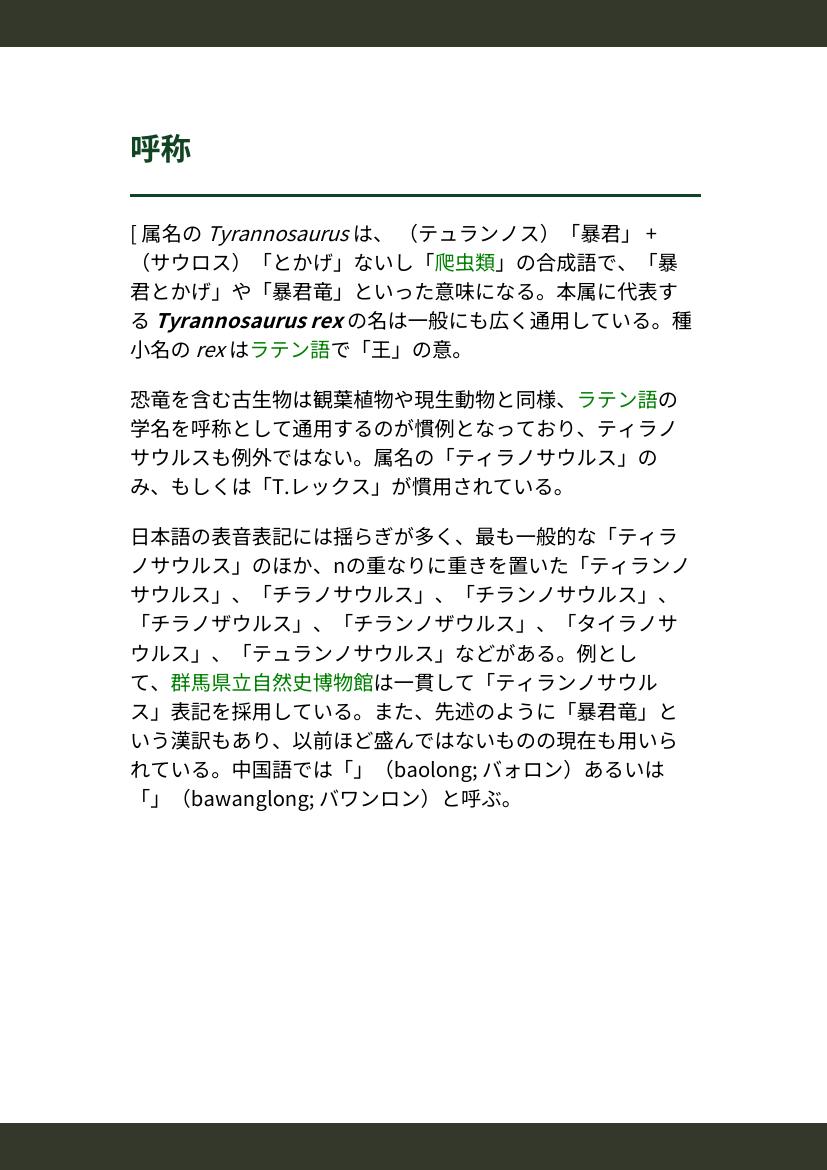 呼称
[ 属名の Tyrannosaurus は、 （テュランノス）「暴君」 +
（サウロス）「とかげ」ないし「爬虫類」の合成語で、「暴
君とかげ」や「暴君竜」といった意味になる。本属に代表す
る Tyrannosaurus rex の名は一般にも広く通用している。種
小名の rex はラテン語で「王」の意。
恐竜を含む古生物は観葉植物や現生動物と同様、ラテン語の
学名を呼称として通用するのが慣例となっており、ティラノ
サウルスも例外ではない。属名の「ティラノサウルス」の
み、もしくは「T.レックス」が慣用されている。
日本語の表音表記には揺らぎが多く、最も一般的な「ティラ
ノサウルス」のほか、nの重なりに重きを置いた「ティランノ
サウルス」、「チラノサウルス」、「チランノサウルス」、
「チラノザウルス」、「チランノザウルス」、「タイラノサ
ウルス」、「テュランノサウルス」などがある。例とし
て、群馬県立自然史博物館は一貫して「ティランノサウル
ス」表記を採用している。また、先述のように「暴君竜」と
いう漢訳もあり、以前ほど盛んではないものの現在も用いら
れている。中国語では「」（baolong; バォロン）あるいは
「」（bawanglong; バワンロン）と呼ぶ。